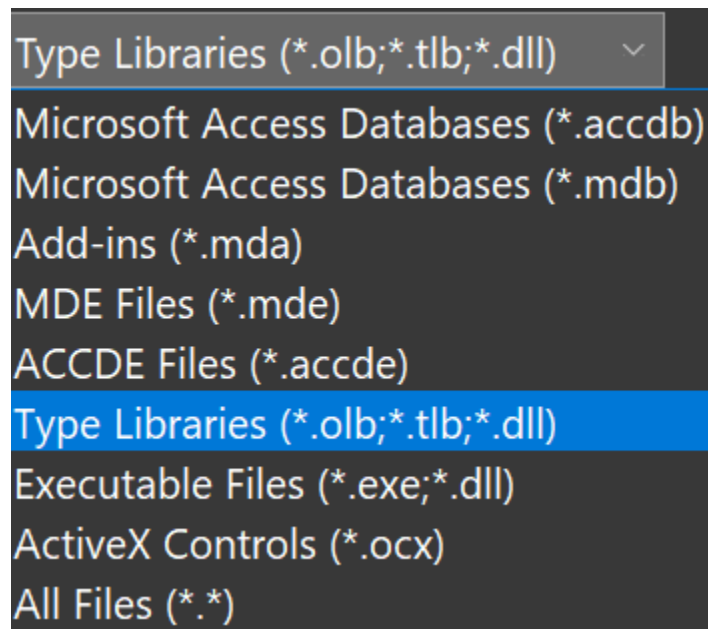 Type Libraries (*.olb;*.tlb;*.dll)
Microsoft Access Databases (*.accdb)
Microsoft Access Databases (*.mdb)
Add-ins (*.mda)
MDE Files (*.mde)
ACCDE Files (*.accde)
Type Libraries (*.olb;*.tlb;*.dll)
Executable Files (*.exe;*.dll)
ActiveX Controls (*.ocx)
All Files (*.*)